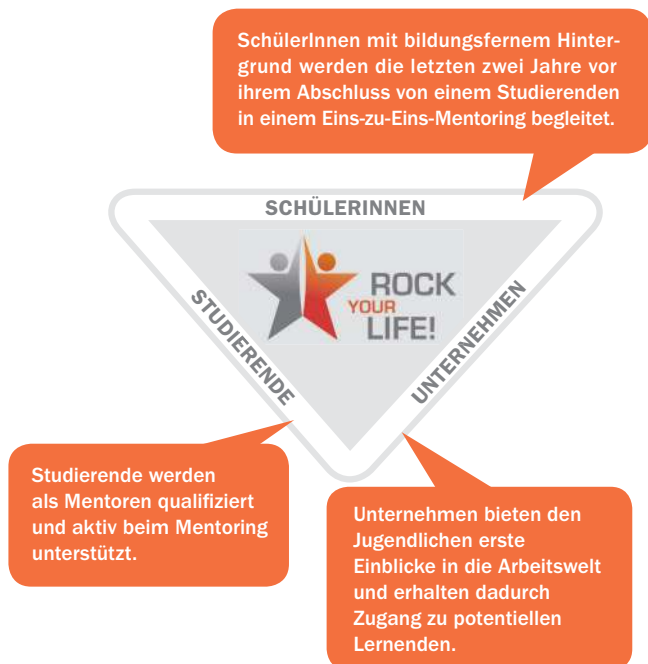 SchülerInnen mit bildungsfernem Hinter-
grund werden die letzten zwei Jahre vor
ihrem Abschluss von einem Studierenden
in einem Eins-zu-Eins-Mentoring begleitet.
SCHÜLERINNEN
ROCK
YOUR
LIFE!
STUDIERENDE
UNTERNEHMEN
Studierende werden
als Mentoren qualifiziert
und aktiv beim Mentoring
unterstützt.
Unternehmen bieten den
Jugendlichen erste
Einblicke in die Arbeitswelt
und erhalten dadurch
Zugang zu potentiellen
Lernenden.